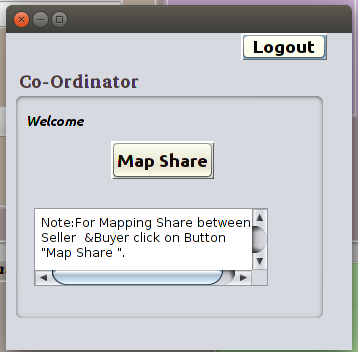 Logout
Co-Ordinator
Welcome
Map Share
Note:For Mapping Share between
Seller  &Buyer click on Button
"Map Share ".